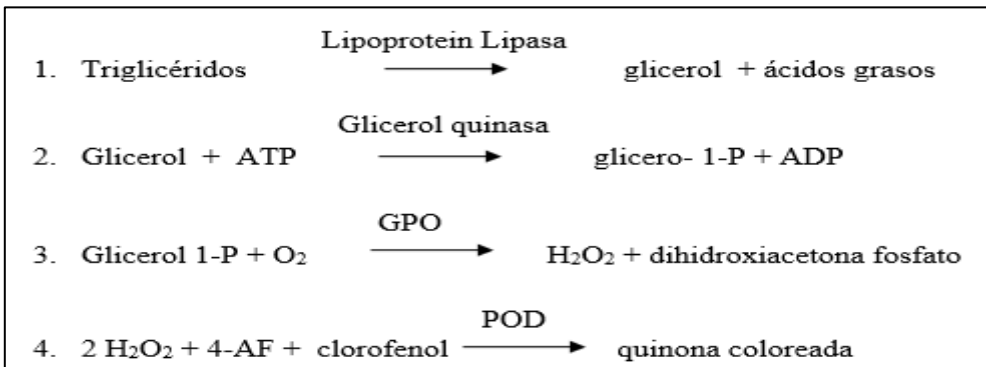 Lipoprotein Lipasa
1. Triglicéridos ⟶ glicerol + ácidos grasos
Glicerol quinasa
2. Glicerol + ATP ⟶ glicero- 1-P + ADP
GPO
3. Glicerol 1-P + O₂ ⟶ H₂O₂ + dihidroxiacetona fosfato
POD
4. 2 H₂O₂ + 4-AF + clorofenol ⟶ quinona coloreada